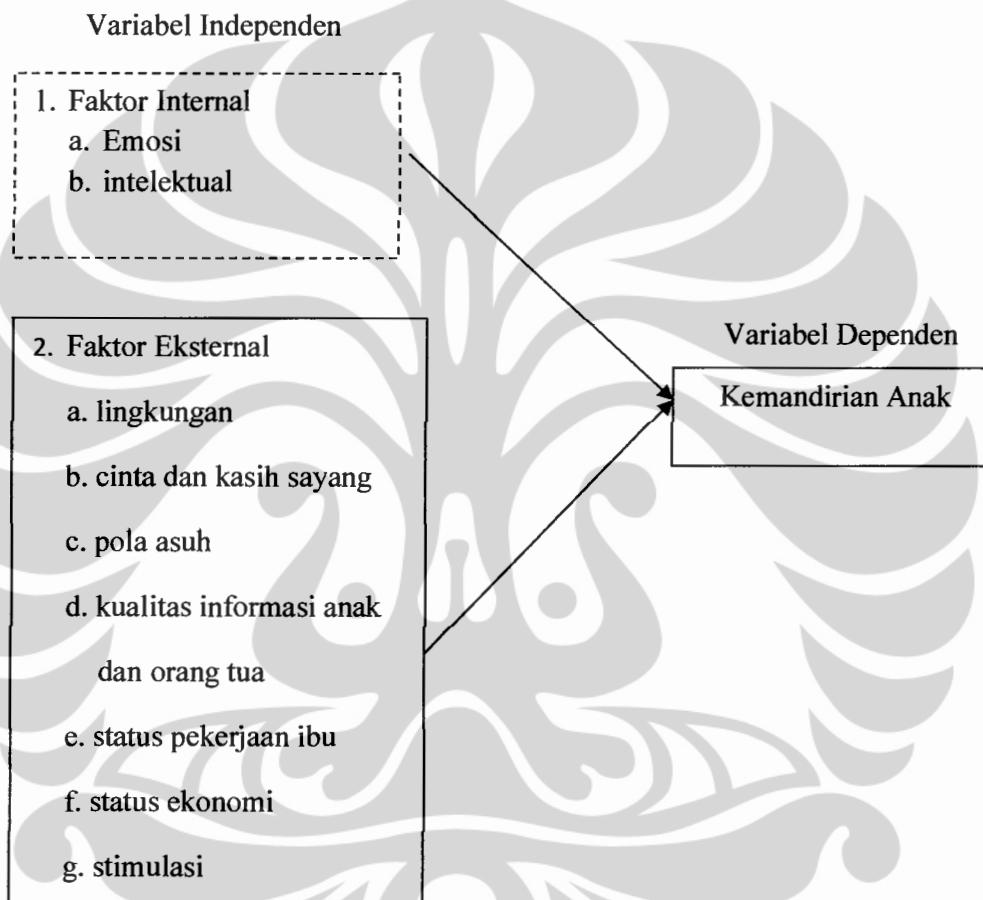 Variabel Independen
1. Faktor Internal
a. Emosi
b. intelektual
2. Faktor Eksternal
a. lingkungan
b. cinta dan kasih sayang
c. pola asuh
d. kualitas informasi anak
dan orang tua
e. status pekerjaan ibu
f. status ekonomi
g. stimulasi
Variabel Dependen
Kemandirian Anak